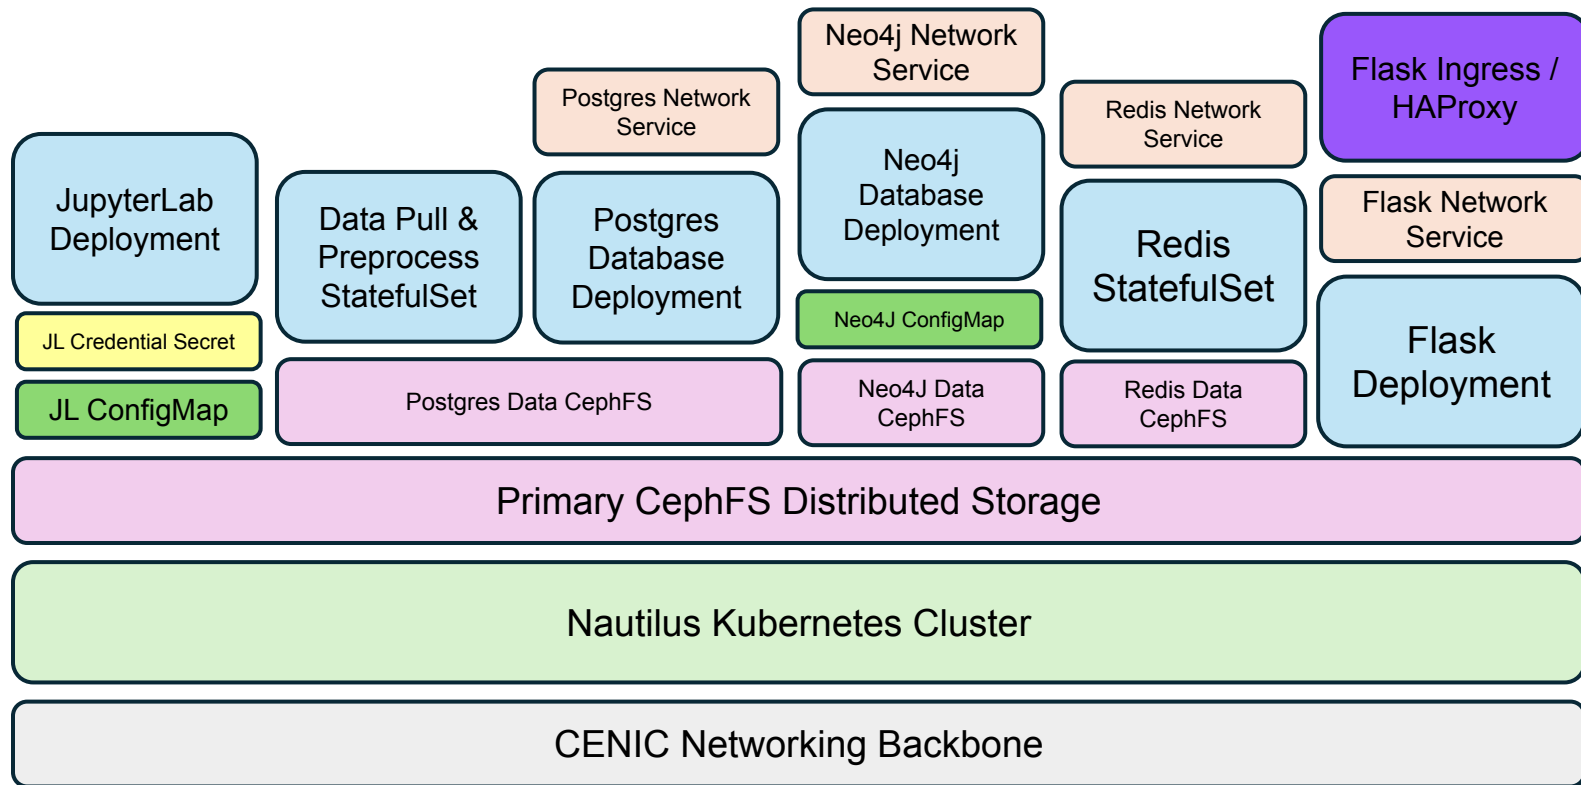 JupyterLab
Deployment
JL Credential Secret
JL ConfigMap
Data Pull &
Preprocess
StatefulSet
Postgres Network
Service
Postgres
Database
Deployment
Postgres Data CephFS
Neo4j Network
Service
Neo4j
Database
Deployment
Neo4J ConfigMap
Neo4J Data
CephFS
Redis Network
Service
Redis
StatefulSet
Redis Data
CephFS
Flask Ingress /
HAProxy
Flask Network
Service
Flask
Deployment
Primary CephFS Distributed Storage
Nautilus Kubernetes Cluster
CENIC Networking Backbone